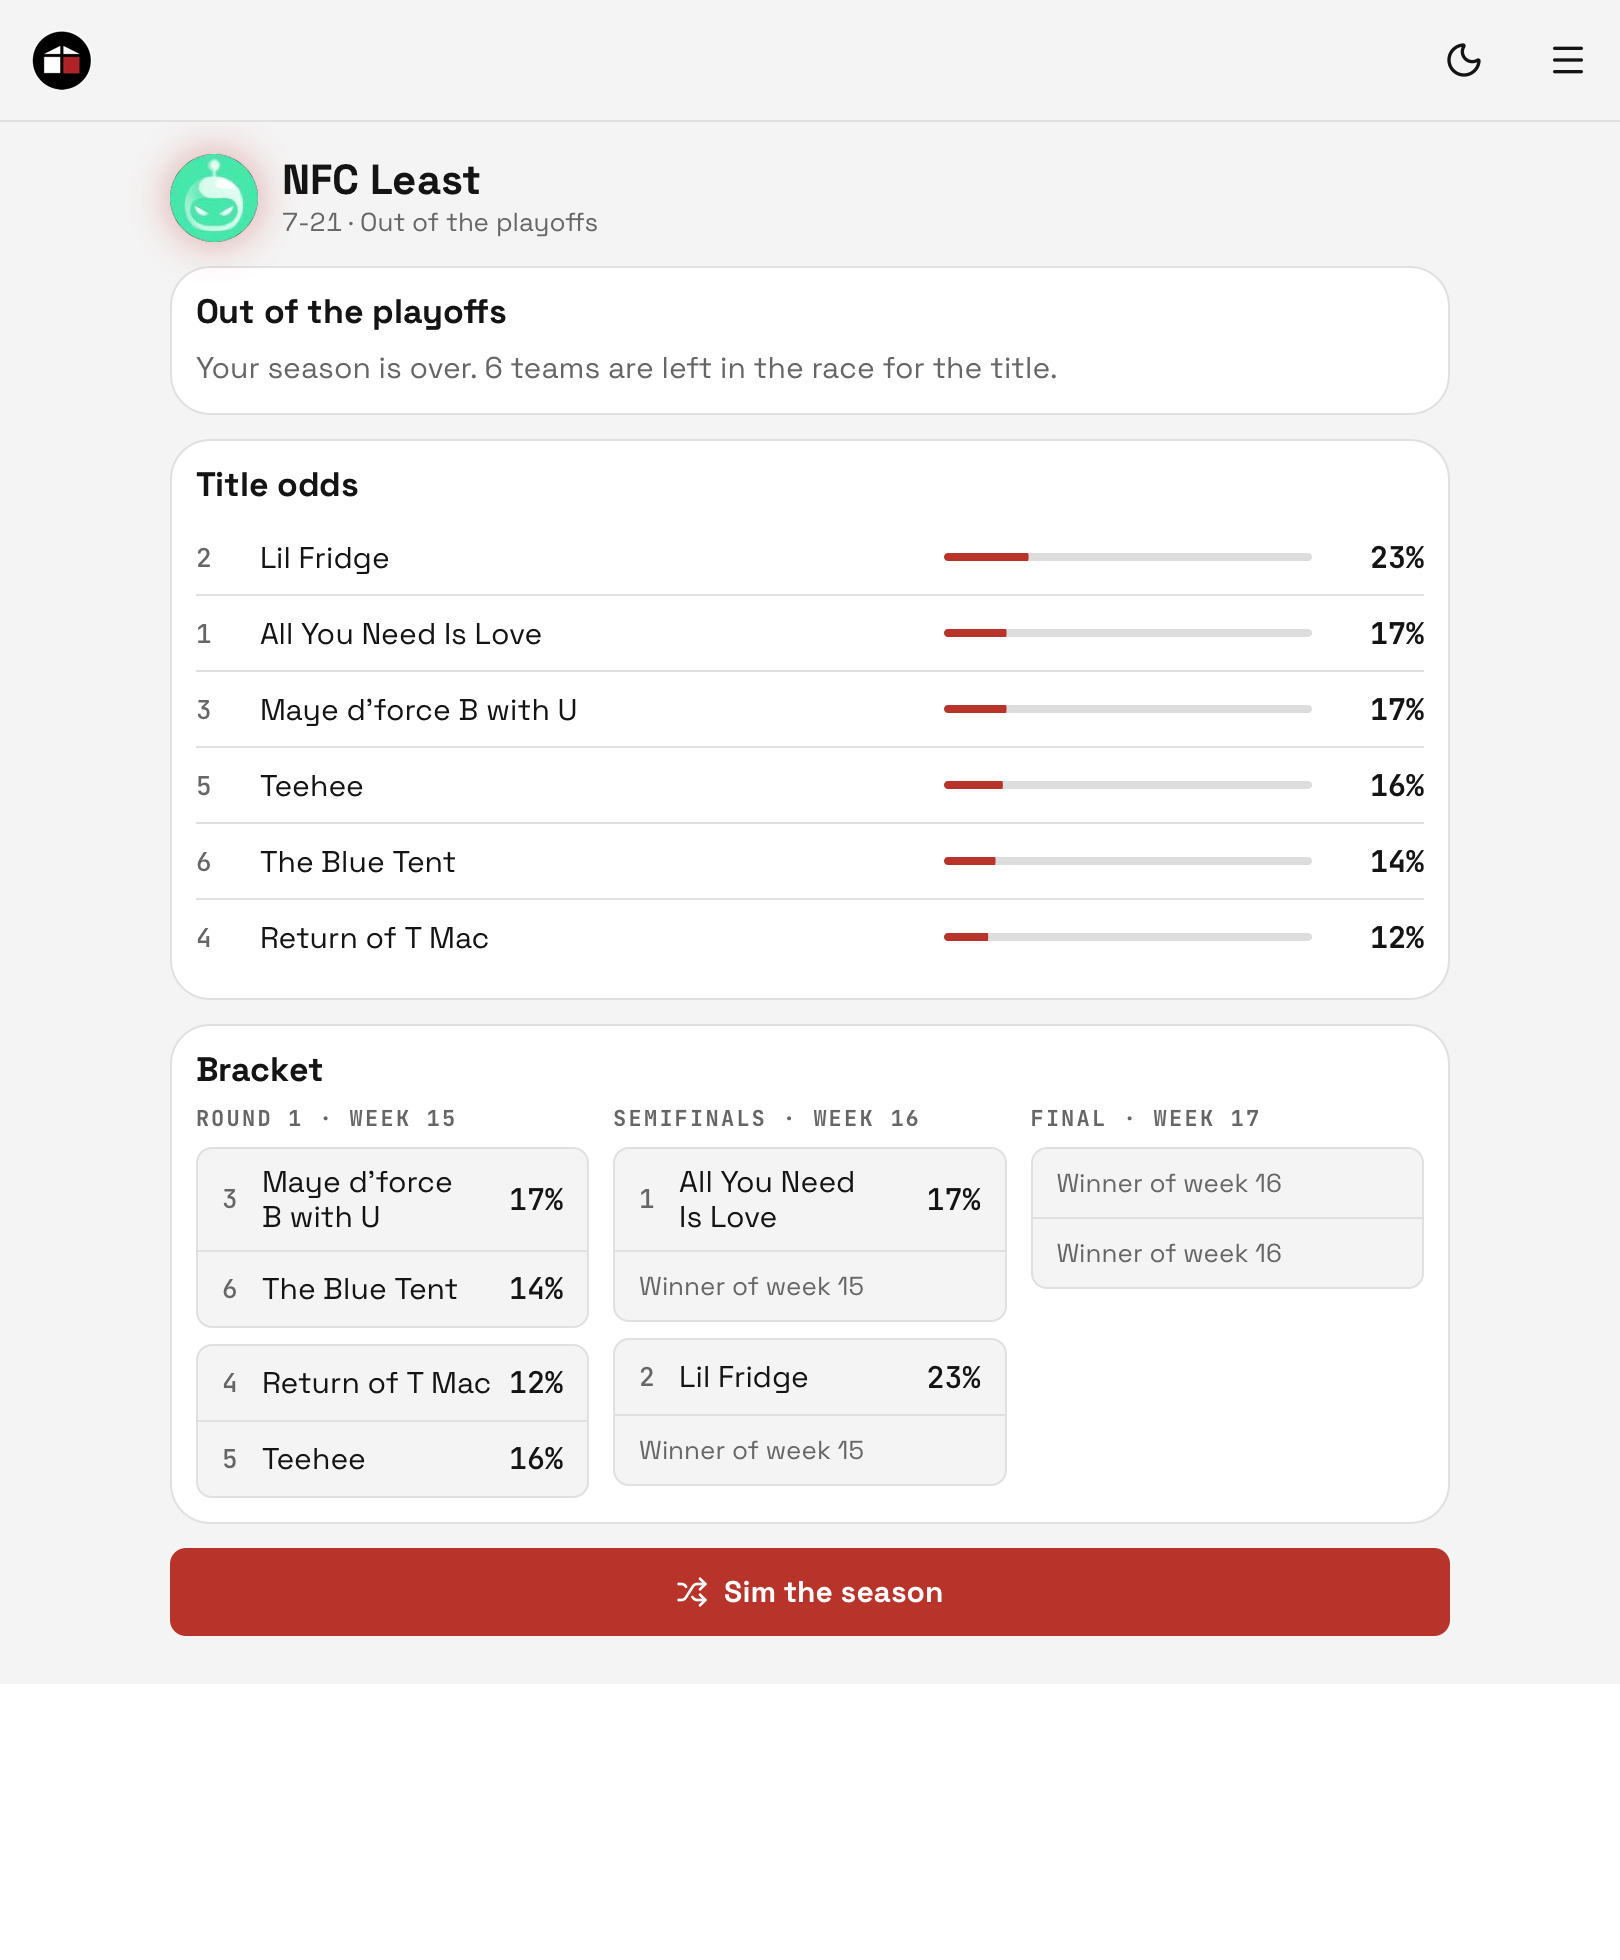 NFC Least
7-21 · Out of the playoffs
Out of the playoffs
Your season is over. 6 teams are left in the race for the title.
Title odds
2 Lil Fridge 23%
1 All You Need Is Love 17%
3 Maye d’force B with U 17%
5 Teehee 16%
6 The Blue Tent 14%
4 Return of T Mac 12%
Bracket
ROUND 1 · WEEK 15
3 Maye d’force
B with U 17%
6 The Blue Tent 14%
4 Return of T Mac 12%
5 Teehee 16%
SEMIFINALS · WEEK 16
1 All You Need
Is Love 17%
Winner of week 15
2 Lil Fridge 23%
Winner of week 15
FINAL · WEEK 17
Winner of week 16
Winner of week 16
Sim the season